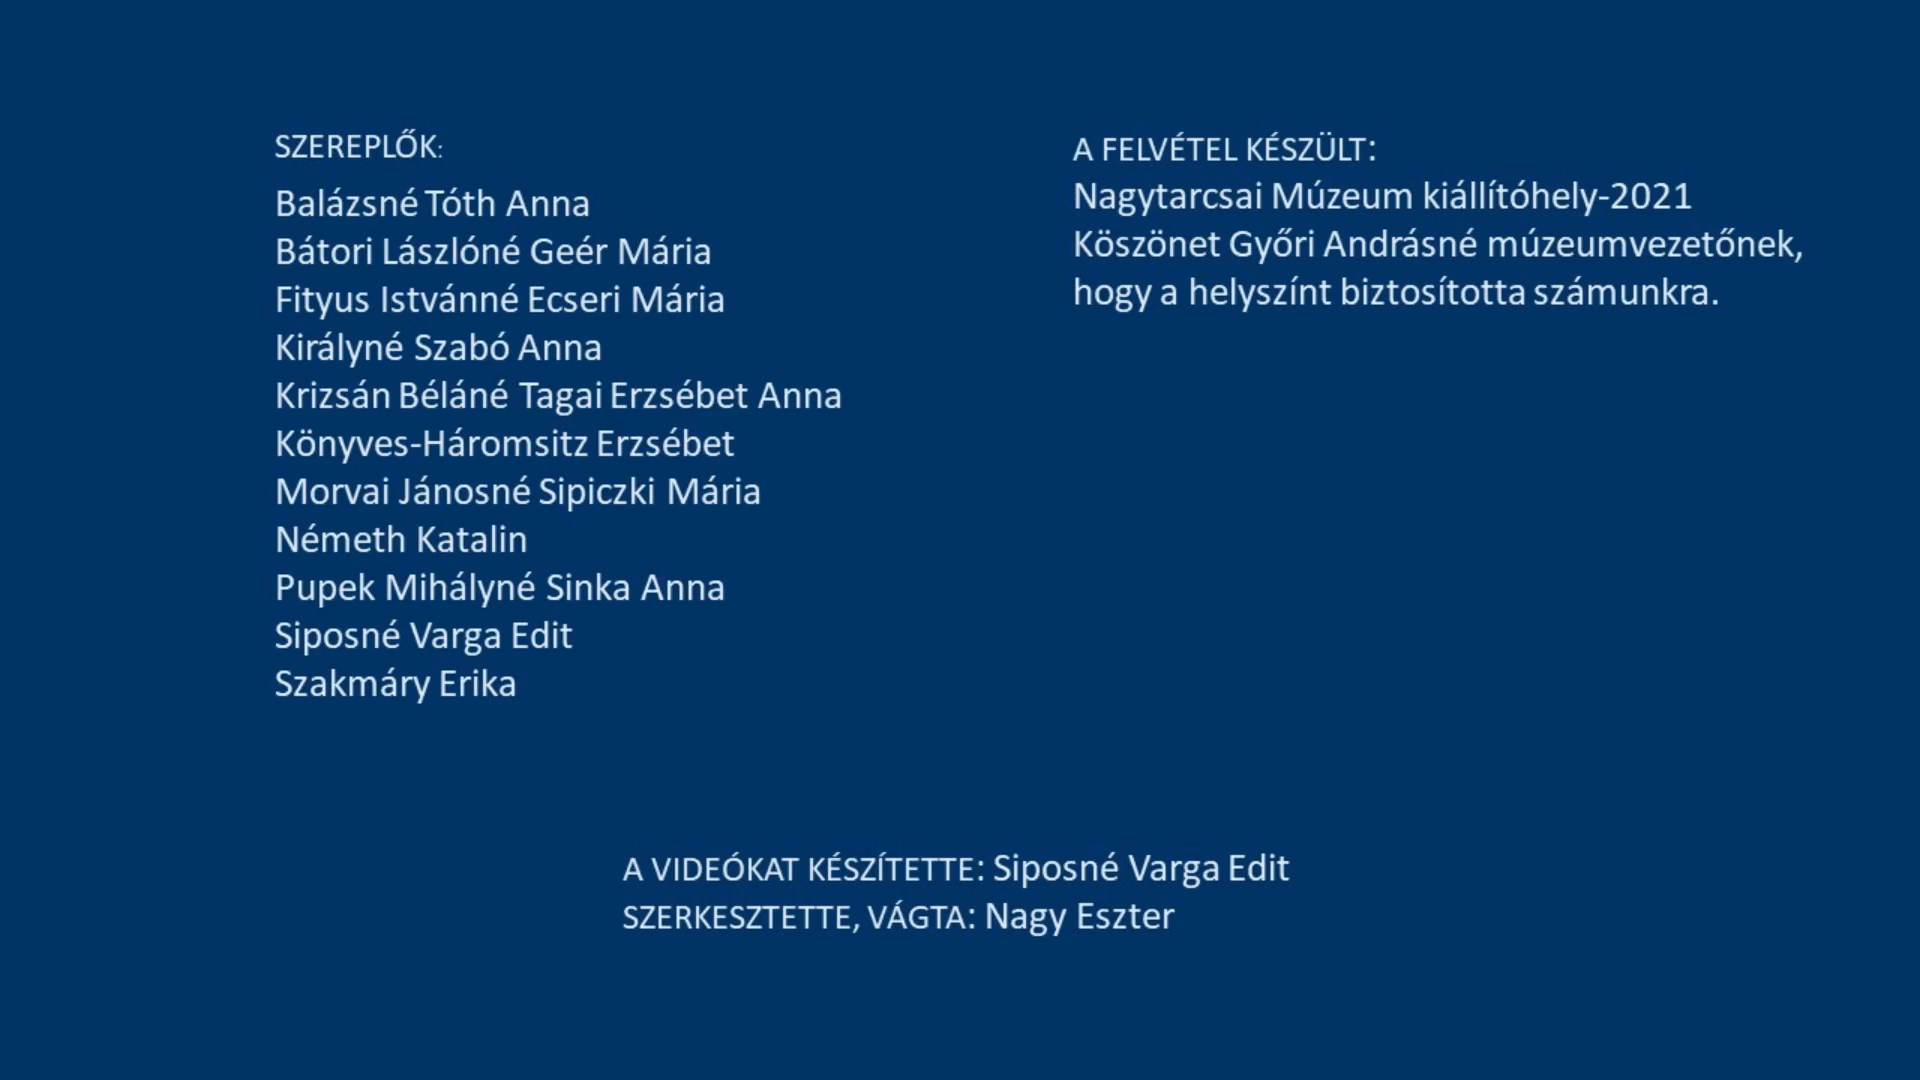 SZEREPLŐK:
Balázsné Tóth Anna
Bátori Lászlóné Geér Mária
Fityus Istvánné Ecseri Mária
Királyné Szabó Anna
Krizsán Béláné Tagai Erzsébet Anna
Könyves-Háromsitz Erzsébet
Morvai Jánosné Sipiczki Mária
Németh Katalin
Pupek Mihályné Sinka Anna
Siposné Varga Edit
Szakmáry Erika
A FELVÉTEL KÉSZÜLT:
Nagytarcsai Múzeum kiállítóhely-2021
Köszönet Győri Andrásné múzeumvezetőnek,
hogy a helyszínt biztosította számunkra.
A VIDEÓKAT KÉSZÍTETTE: Siposné Varga Edit
SZERKESZTETTE, VÁGTA: Nagy Eszter